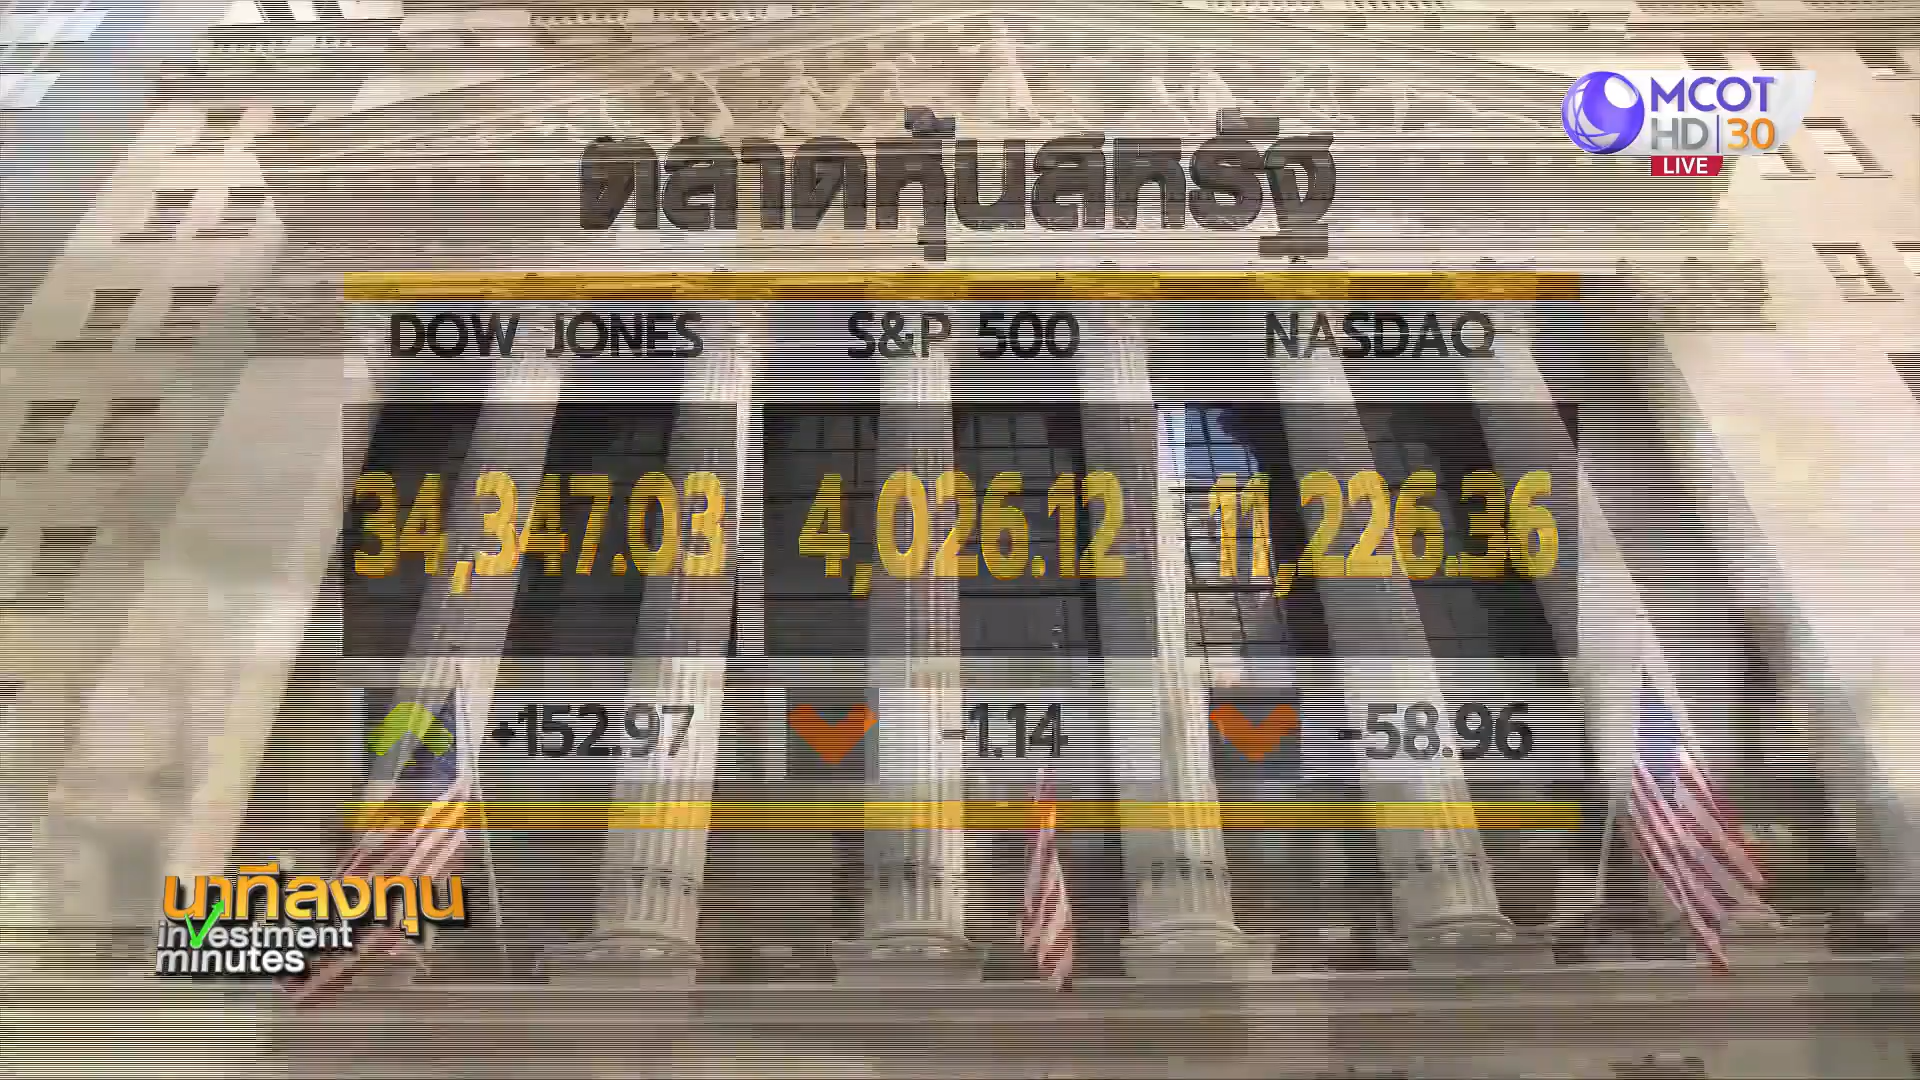 MCOT
HD 30
LIVE
ตลาดหุ้นสหรัฐ
DOW JONES S&P 500 NASDAQ
34,347.03 4,026.12 11,226.36
+152.97 -1.14 -58.96
นาทีลงทุน
investment
minutes